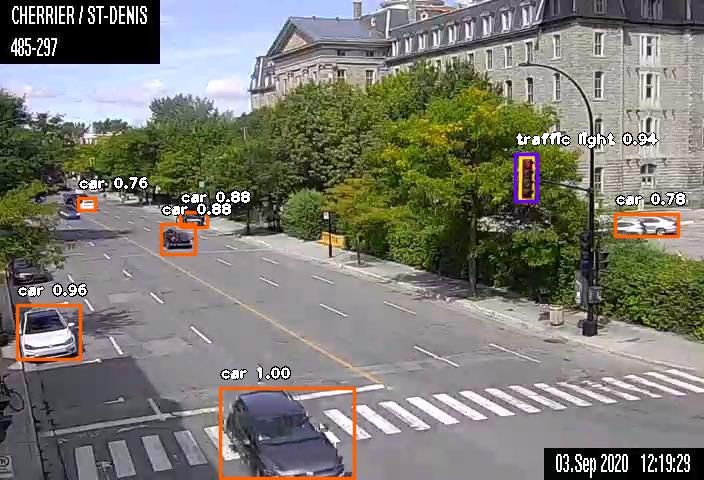 CHERRIER / ST-DENIS
485-297
traffic light 0.94
car 0.76
car 0.88
car 0.88
car 0.78
car 0.96
car 1.00
03.Sep 2020 12:19:29